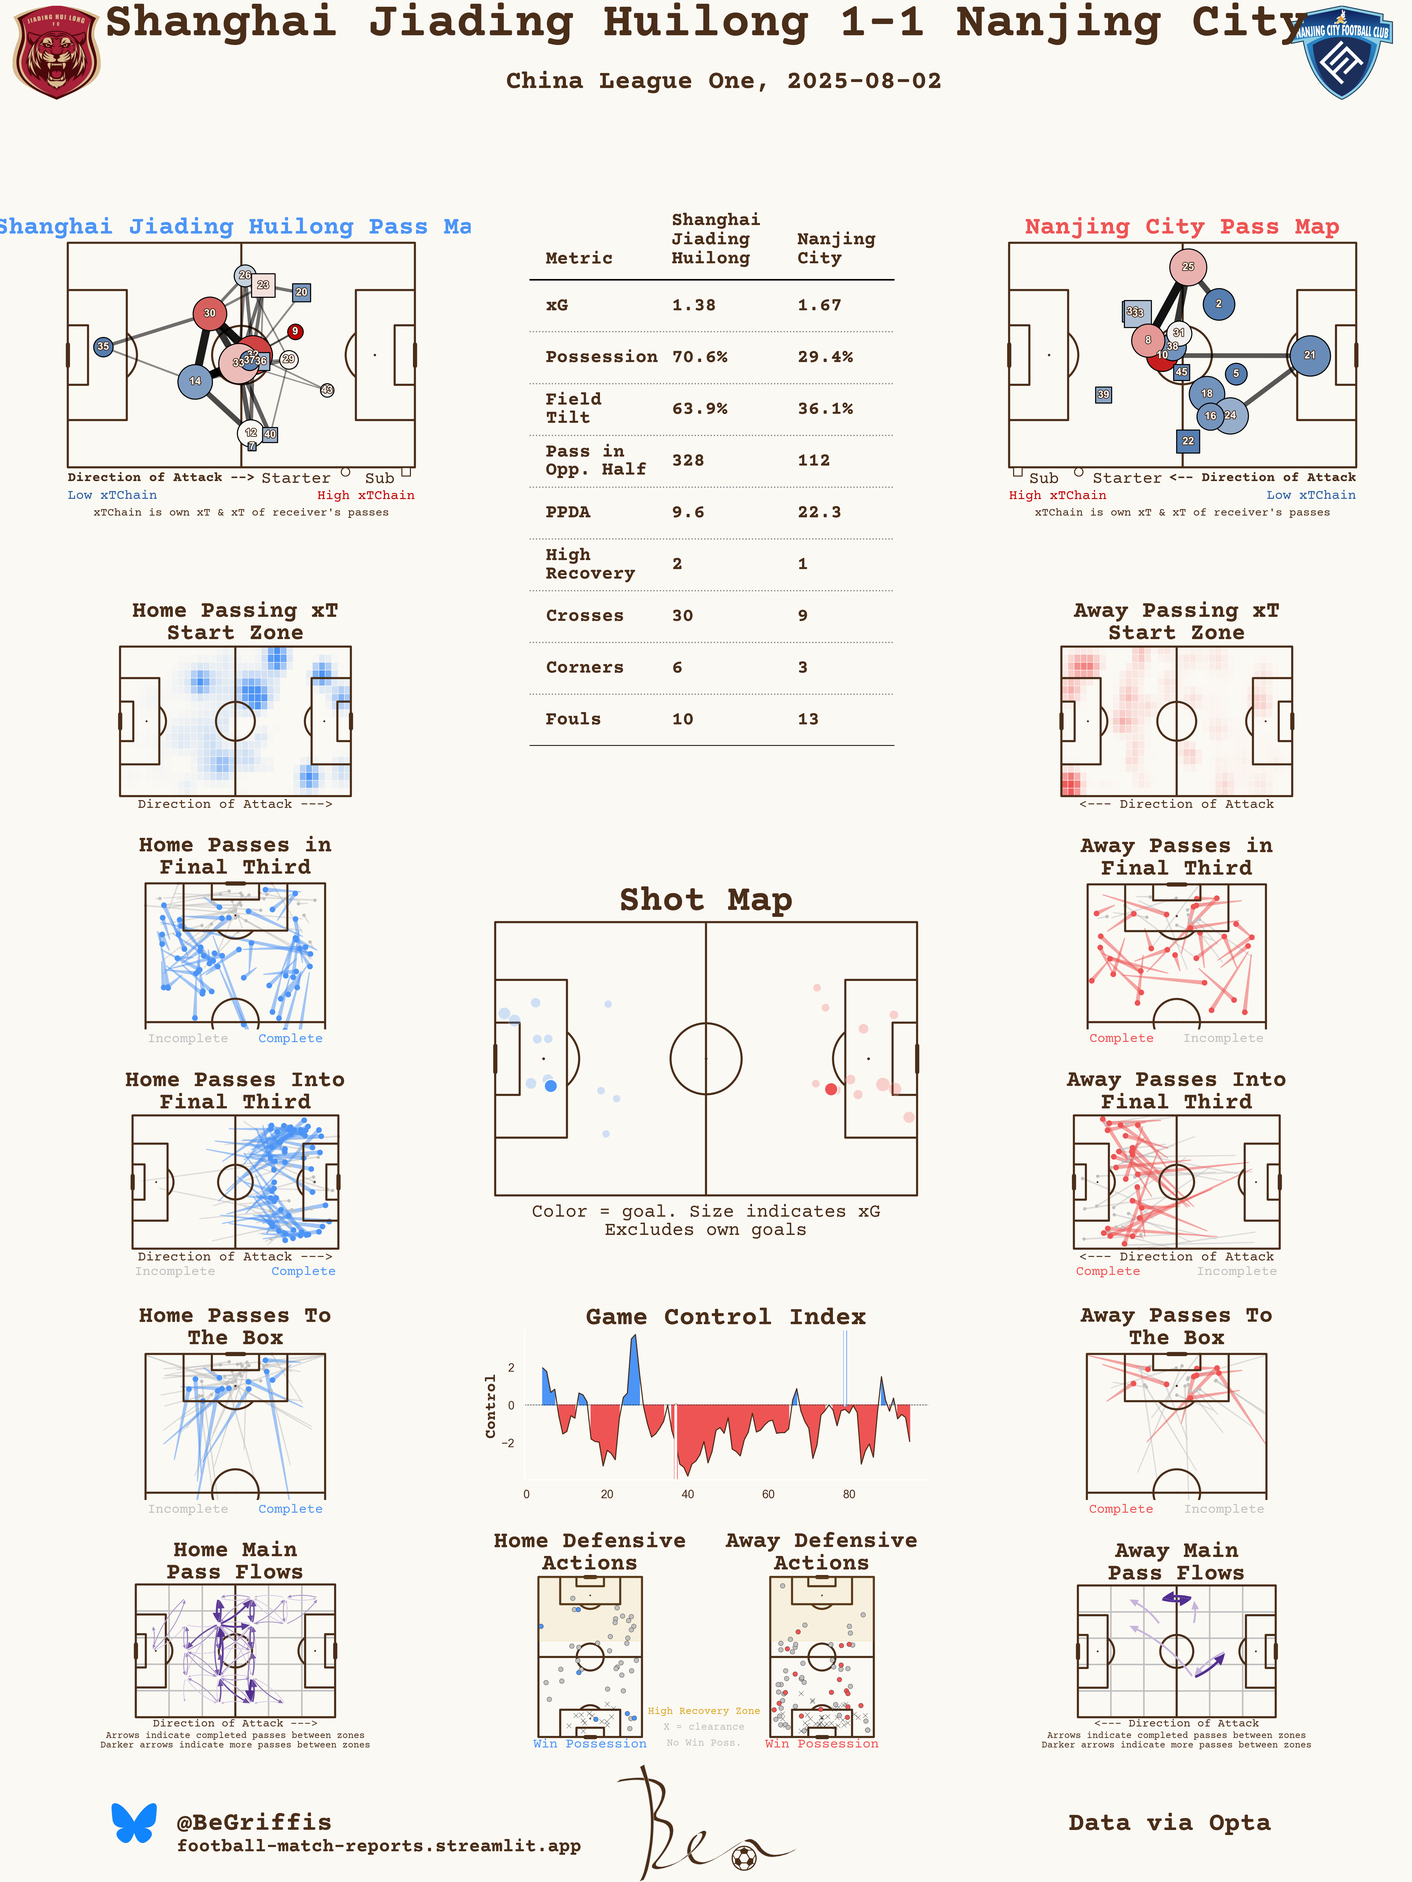 Shanghai Jiading Huilong 1-1 Nanjing City
JIADING HUI LONG
F C
NANJING CITY FOOTBALL CLUB
China League One, 2025-08-02
Shanghai Jiading Huilong Pass Ma
26
23
20
30
9
35
33
37
36
29
14
43
12
40
7
Direction of Attack --> Starter Sub
Low xTChain High xTChain
xTChain is own xT & xT of receiver's passes
Metric Shanghai Jiading Huilong Nanjing City
xG 1.38 1.67
Possession 70.6% 29.4%
Field Tilt 63.9% 36.1%
Pass in Opp. Half 328 112
PPDA 9.6 22.3
High Recovery 2 1
Crosses 30 9
Corners 6 3
Fouls 10 13
Nanjing City Pass Map
25
2
33
31
8
38
10
21
45
5
39
18
16
24
22
Sub Starter <-- Direction of Attack
High xTChain Low xTChain
xTChain is own xT & xT of receiver's passes
Home Passing xT
Start Zone
Direction of Attack --->
Away Passing xT
Start Zone
<--- Direction of Attack
Home Passes in
Final Third
Incomplete Complete
Away Passes in
Final Third
Complete Incomplete
Shot Map
Color = goal. Size indicates xG
Excludes own goals
Home Passes Into
Final Third
Direction of Attack --->
Incomplete Complete
Away Passes Into
Final Third
<--- Direction of Attack
Complete Incomplete
Home Passes To
The Box
Incomplete Complete
Game Control Index
Control
2
0
−2
0 20 40 60 80
Away Passes To
The Box
Complete Incomplete
Home Main
Pass Flows
Direction of Attack --->
Arrows indicate completed passes between zones
Darker arrows indicate more passes between zones
Home Defensive
Actions
Win Possession
Away Defensive
Actions
Win Possession
High Recovery Zone
X = clearance
No Win Poss.
Away Main
Pass Flows
<--- Direction of Attack
Arrows indicate completed passes between zones
Darker arrows indicate more passes between zones
@BeGriffis
football-match-reports.streamlit.app
Ben
Data via Opta